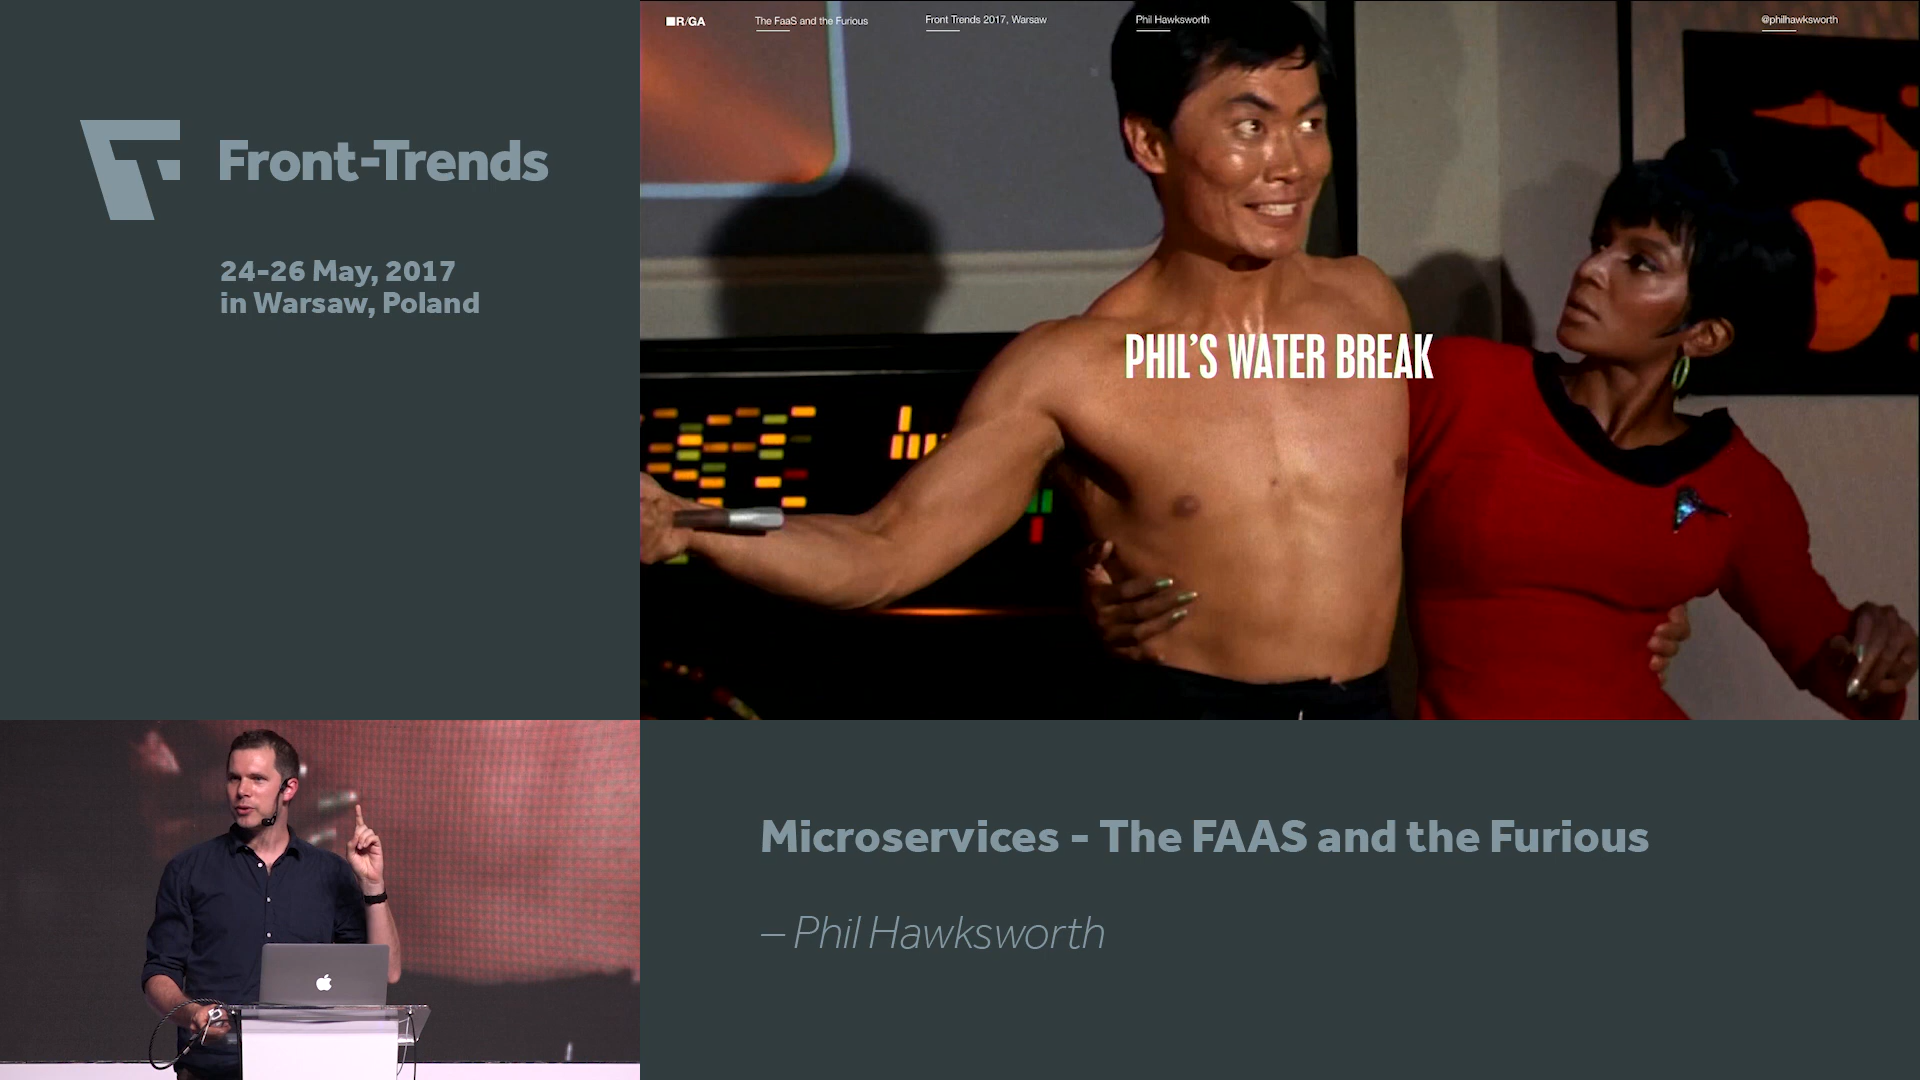 Front-Trends
24-26 May, 2017
in Warsaw, Poland
R/GA
The FaaS and the Furious
Front Trends 2017, Warsaw
Phil Hawksworth
@philhawksworth
PHIL'S WATER BREAK
Microservices - The FAAS and the Furious
– Phil Hawksworth